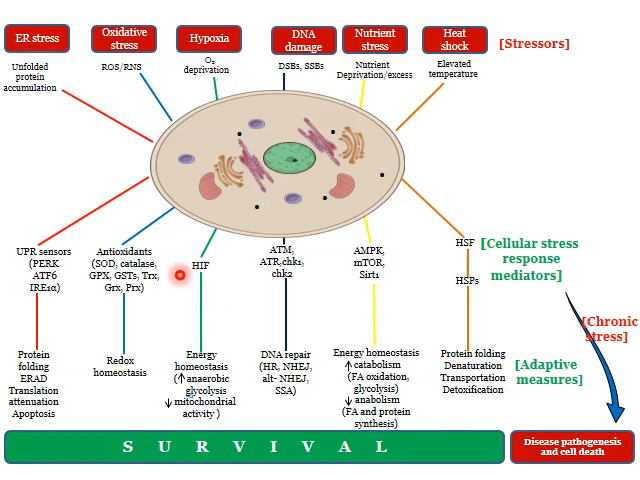 ER stress
Oxidative
stress
Hypoxia
DNA
damage
Nutrient
stress
Heat
shock
[Stressors]
Unfolded
protein
accumulation
ROS/RNS
O₂
deprivation
DSBs, SSBs
Nutrient
Deprivation/excess
Elevated
temperature
UPR sensors
(PERK
ATF6
IRE1α)
Antioxidants
(SOD, catalase,
GPX, GSTs, Trx,
Grx, Prx)
HIF
ATM,
ATR,chk1,
chk2
AMPK,
mTOR,
Sirt1
HSF
HSPs
[Cellular stress
response
mediators]
[Chronic
stress]
Protein
folding
ERAD
Translation
attenuation
Apoptosis
Redox
homeostasis
Energy
homeostasis
(↑anaerobic
glycolysis
↓mitochondrial
activity )
DNA repair
(HR, NHEJ,
alt- NHEJ,
SSA)
Energy homeostasis
↑ catabolism
(FA oxidation,
glycolysis)
↓ anabolism
(FA and protein
synthesis)
Protein folding
Denaturation
Transportation
Detoxification
[Adaptive
measures]
S U R V I V A L
Disease pathogenesis
and cell death